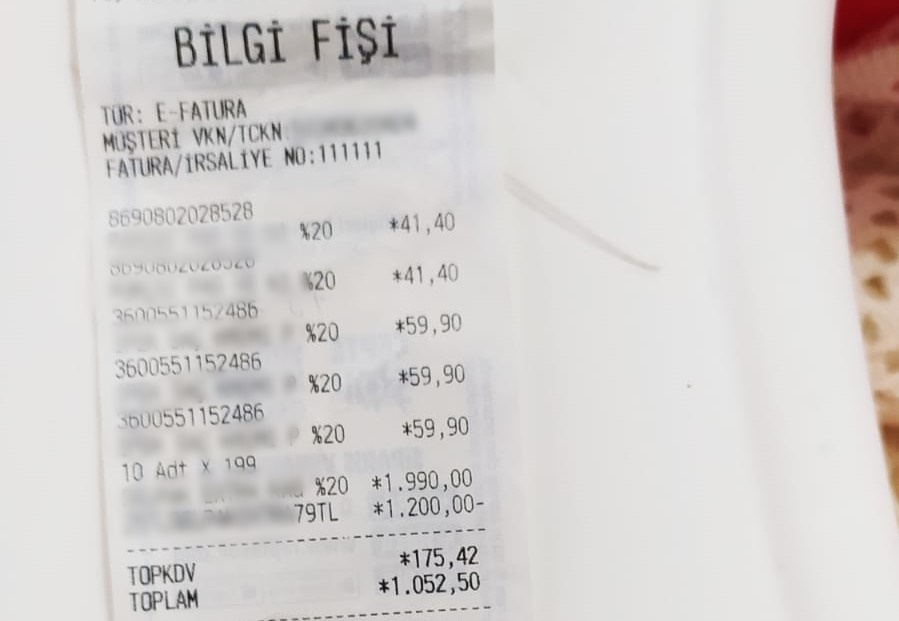 BİLGİ FİŞİ
TÜR: E-FATURA
MÜŞTERİ VKN/TCKN
FATURA/İRSALİYE NO:111111
8690802028528
%20 *41,40
8690802028528
%20 *41,40
3600551152486
%20 *59,90
3600551152486
P %20 *59,90
3600551152486
P %20 *59,90
10 Adt X 199
%20 *1.990,00
79TL *1.200,00-
TOPKDV *175,42
TOPLAM *1.052,50